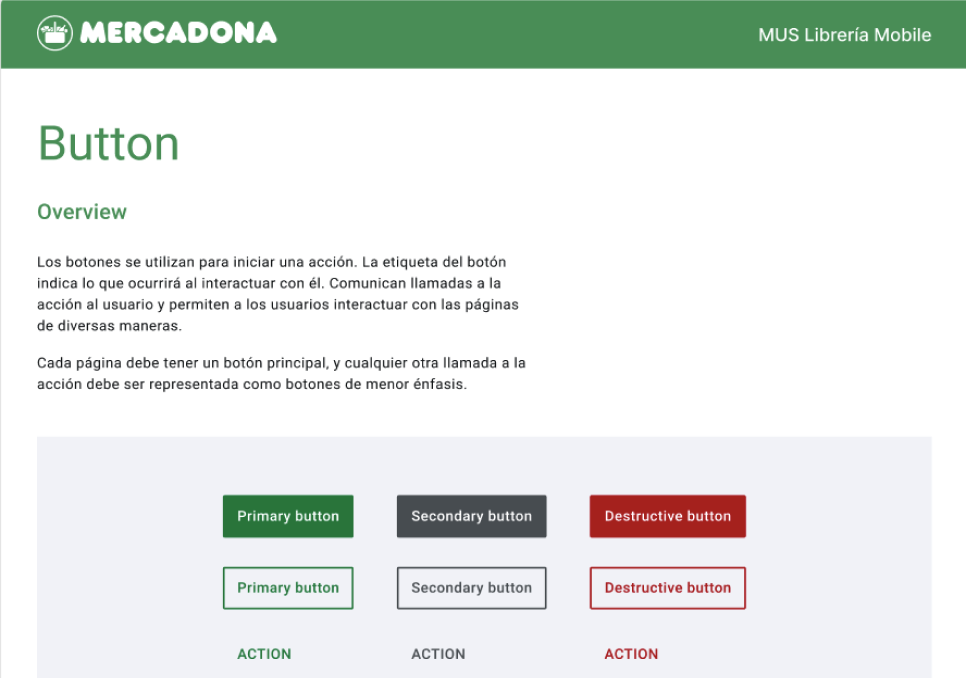 MERCADONA
MUS Librería Mobile
Button
Overview
Los botones se utilizan para iniciar una acción. La etiqueta del botón
indica lo que ocurrirá al interactuar con él. Comunican llamadas a la
acción al usuario y permiten a los usuarios interactuar con las páginas
de diversas maneras.
Cada página debe tener un botón principal, y cualquier otra llamada a la
acción debe ser representada como botones de menor énfasis.
Primary button
Secondary button
Destructive button
Primary button
Secondary button
Destructive button
ACTION
ACTION
ACTION